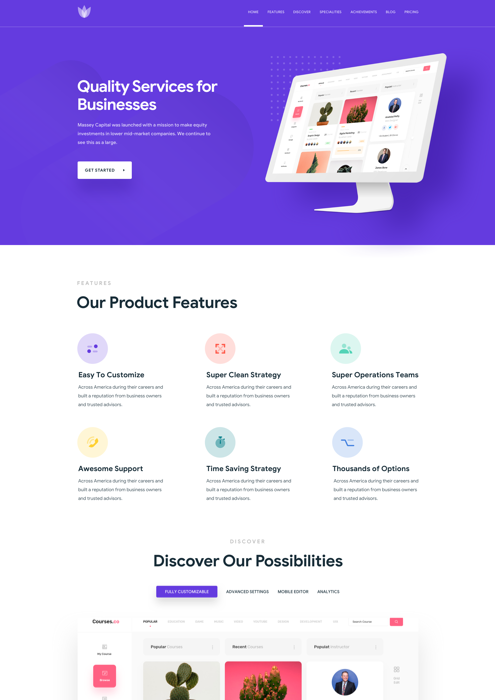 HOME FEATURES DISCOVER SPECIALITIES ACHIEVEMENTS BLOG PRICING
Quality Services for
Businesses
Massey Capital was launched with a mission to make equity
investments in lower mid-market companies. We continue to
see this as a large.
GET STARTED
FEATURES
Our Product Features
Easy To Customize
Across America during their careers and
built a reputation from business owners
and trusted advisors.
Super Clean Strategy
Across America during their careers and
built a reputation from business owners
and trusted advisors.
Super Operations Teams
Across America during their careers and
built a reputation from business owners
and trusted advisors.
Awesome Support
Across America during their careers and
built a reputation from business owners
and trusted advisors.
Time Saving Strategy
Across America during their careers and
built a reputation from business owners
and trusted advisors.
Thousands of Options
Across America during their careers and
built a reputation from business owners
and trusted advisors.
DISCOVER
Discover Our Possibilities
FULLY CUSTOMIZABLE ADVANCED SETTINGS MOBILE EDITOR ANALYTICS
Courses.co
POPULAR
Search Course
Popular Courses
Recent Courses
Populat Instructor
My Course
Browse